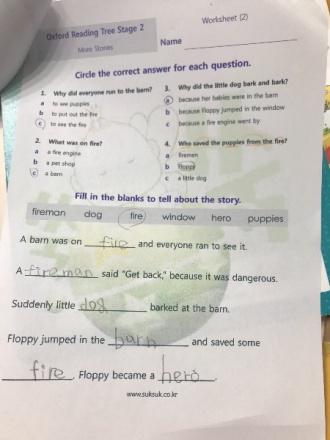 Oxford Reading Tree Stage 2
More Stories
Worksheet (2)
Name
Circle the correct answer for each question.
1. Why did everyone run to the barn?
a to see puppies
b to put out the fire
c to see the fire
2. What was on fire?
a a fire engine
b a pet shop
c a barn
3. Why did the little dog bark and bark?
a because her babies were in the barn
b because Floppy jumped in the window
c because a fire engine went by
4. Who saved the puppies from the fire?
a firemen
b Floppy
c a little dog
Fill in the blanks to tell about the story.
fireman dog fire window hero puppies
A barn was on fire and everyone ran to see it.
A fireman said "Get back," because it was dangerous.
Suddenly little dog barked at the barn.
Floppy jumped in the barn and saved some
fire. Floppy became a hero.
www.suksuk.co.kr